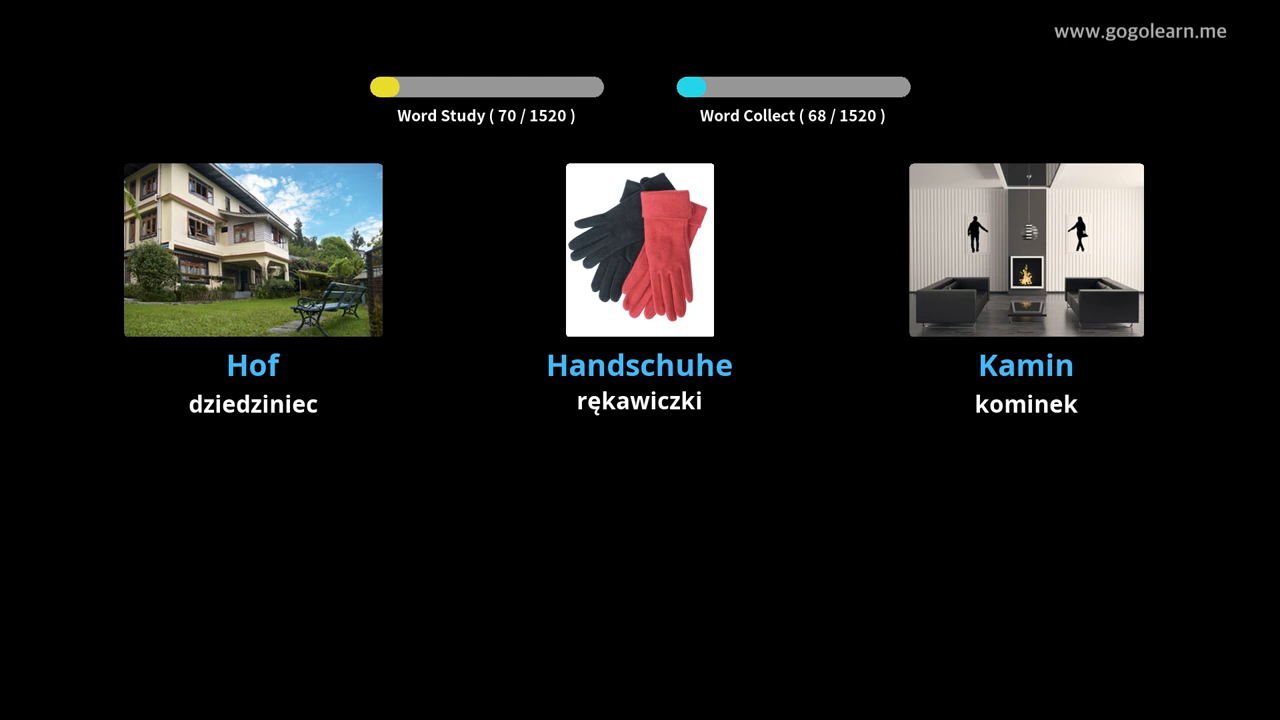 www.gogolearn.me
Word Study ( 70 / 1520 )
Word Collect ( 68 / 1520 )
Hof
dziedziniec
Handschuhe
rękawiczki
Kamin
kominek